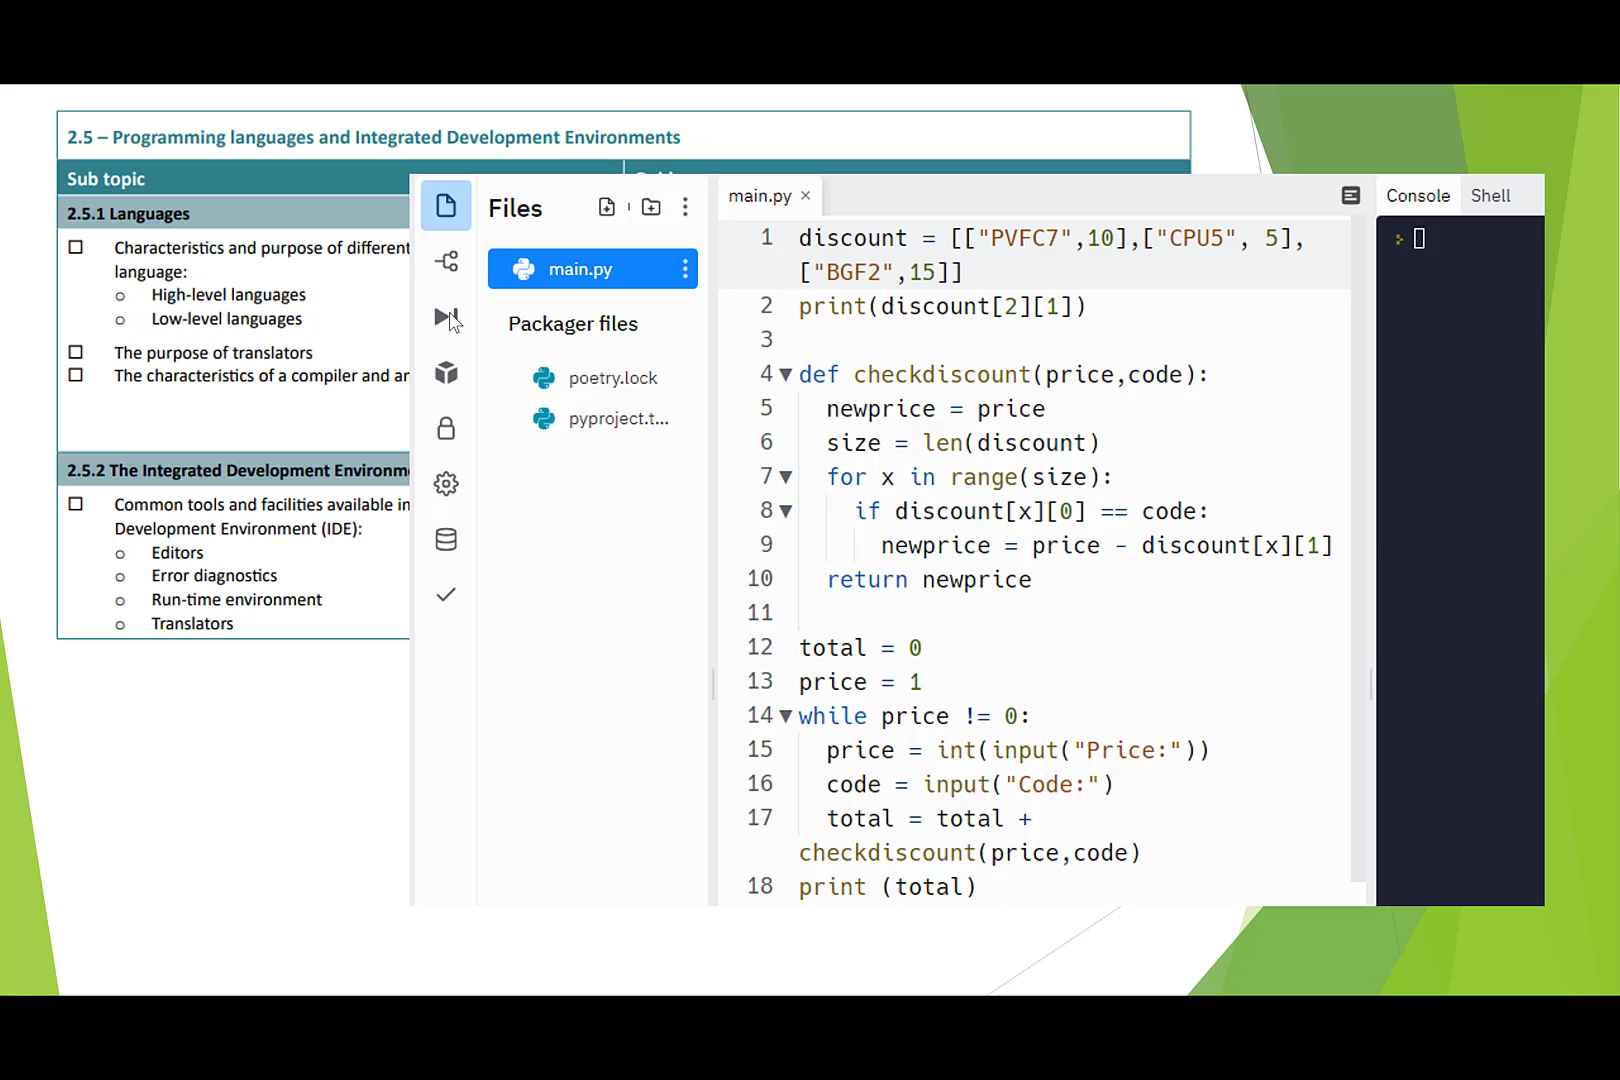 2.5 – Programming languages and Integrated Development Environments
Sub topic
2.5.1 Languages
Characteristics and purpose of different
language:
High-level languages
Low-level languages
The purpose of translators
The characteristics of a compiler and
2.5.2 The Integrated Development
Common tools and facilities available in
Development Environment (IDE):
Editors
Error diagnostics
Run-time environment
Translators
Files
main.py
Packager files
poetry.lock
pyproject.t...
main.py ×
1 discount = [["PVFC7",10],["CPU5", 5],
["BGF2",15]]
2 print(discount[2][1])
3
4 def checkdiscount(price,code):
5 newprice = price
6 size = len(discount)
7 for x in range(size):
8 if discount[x][0] == code:
9 newprice = price - discount[x][1]
10 return newprice
11
12 total = 0
13 price = 1
14 while price != 0:
15 price = int(input("Price:"))
16 code = input("Code:")
17 total = total +
checkdiscount(price,code)
18 print (total)
Console Shell